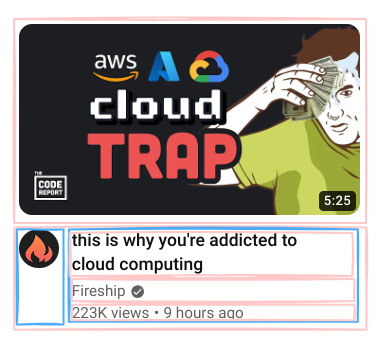 aws
cloud
TRAP
THE
CODE
REPORT
5:25
this is why you're addicted to
cloud computing
Fireship
223K views • 9 hours ago